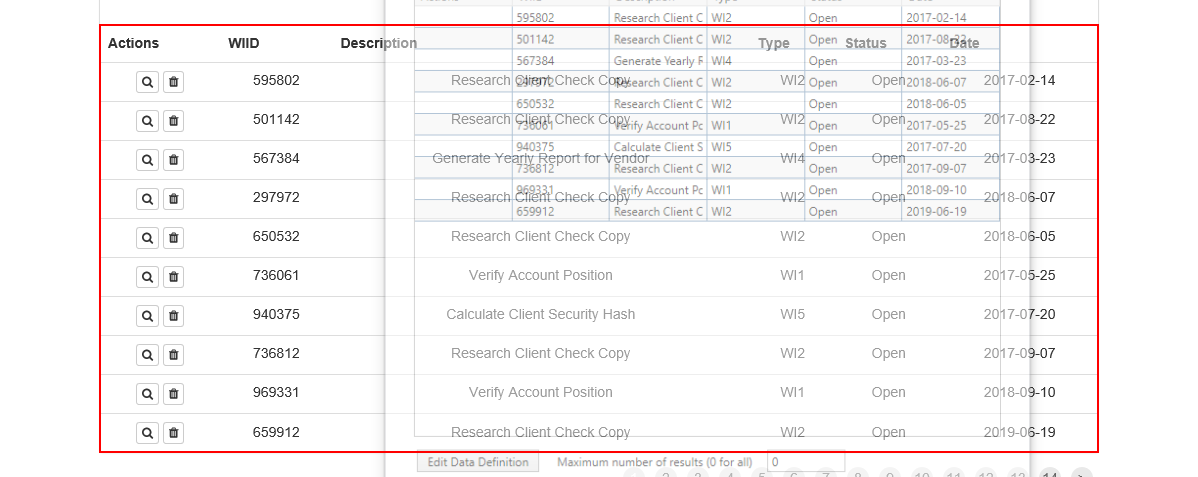 Actions WIID Description Type Status Date
595802 Research Client C WI2 Open 2017-02-14
501142 Research Client C WI2 Open 2017-08-22
567384 Generate Yearly F WI4 Open 2017-03-23
297972 Research Client C WI2 Open 2018-06-07
650532 Research Client C WI2 Open 2018-06-05
736061 Verify Account Pc WI1 Open 2017-05-25
940375 Calculate Client S WI5 Open 2017-07-20
736812 Research Client C WI2 Open 2017-09-07
969331 Verify Account Pc WI1 Open 2018-09-10
659912 Research Client C WI2 Open 2019-06-19
Actions WIID Description Type Status Date
595802 Research Client Check Copy WI2 Open 2017-02-14
501142 Research Client Check Copy WI2 Open 2017-08-22
567384 Generate Yearly Report for Vendor WI4 Open 2017-03-23
297972 Research Client Check Copy WI2 Open 2018-06-07
650532 Research Client Check Copy WI2 Open 2018-06-05
736061 Verify Account Position WI1 Open 2017-05-25
940375 Calculate Client Security Hash WI5 Open 2017-07-20
736812 Research Client Check Copy WI2 Open 2017-09-07
969331 Verify Account Position WI1 Open 2018-09-10
659912 Research Client Check Copy WI2 Open 2019-06-19
Edit Data Definition Maximum number of results (0 for all) 0
2 3 4 5 6 7 8 9 10 11 12 13 14 >